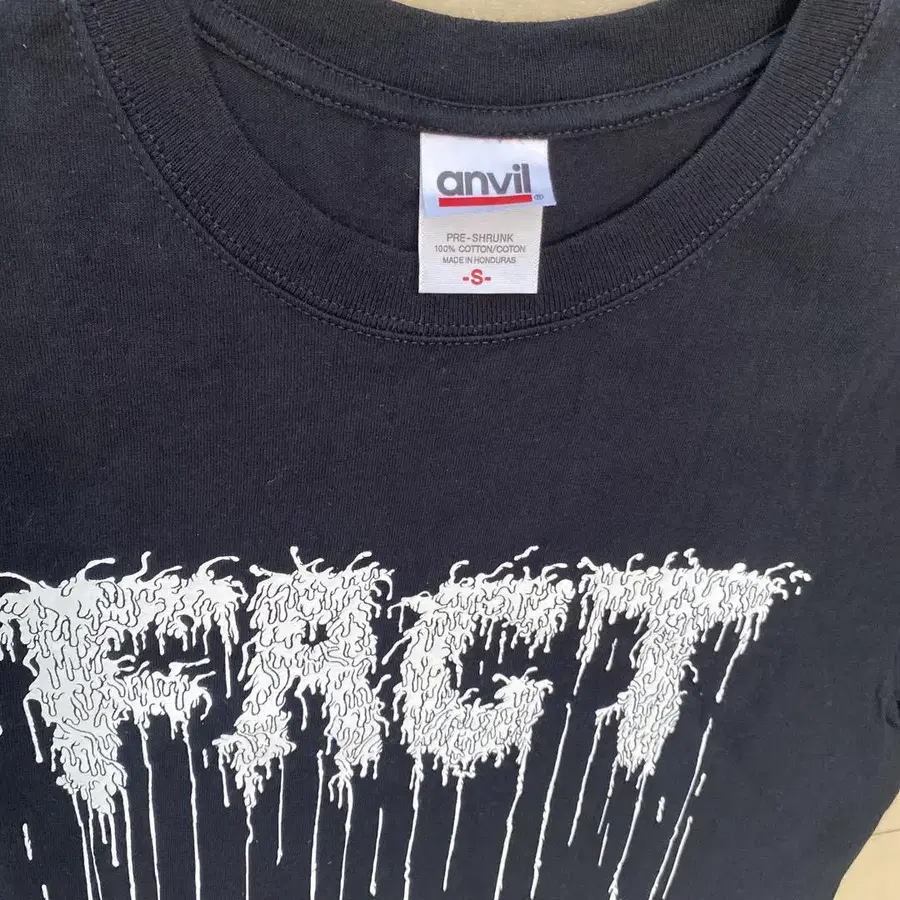 anvil®
PRE-SHRUNK
100% COTTON/COTON
MADE IN HONDURAS
-S-
FACT